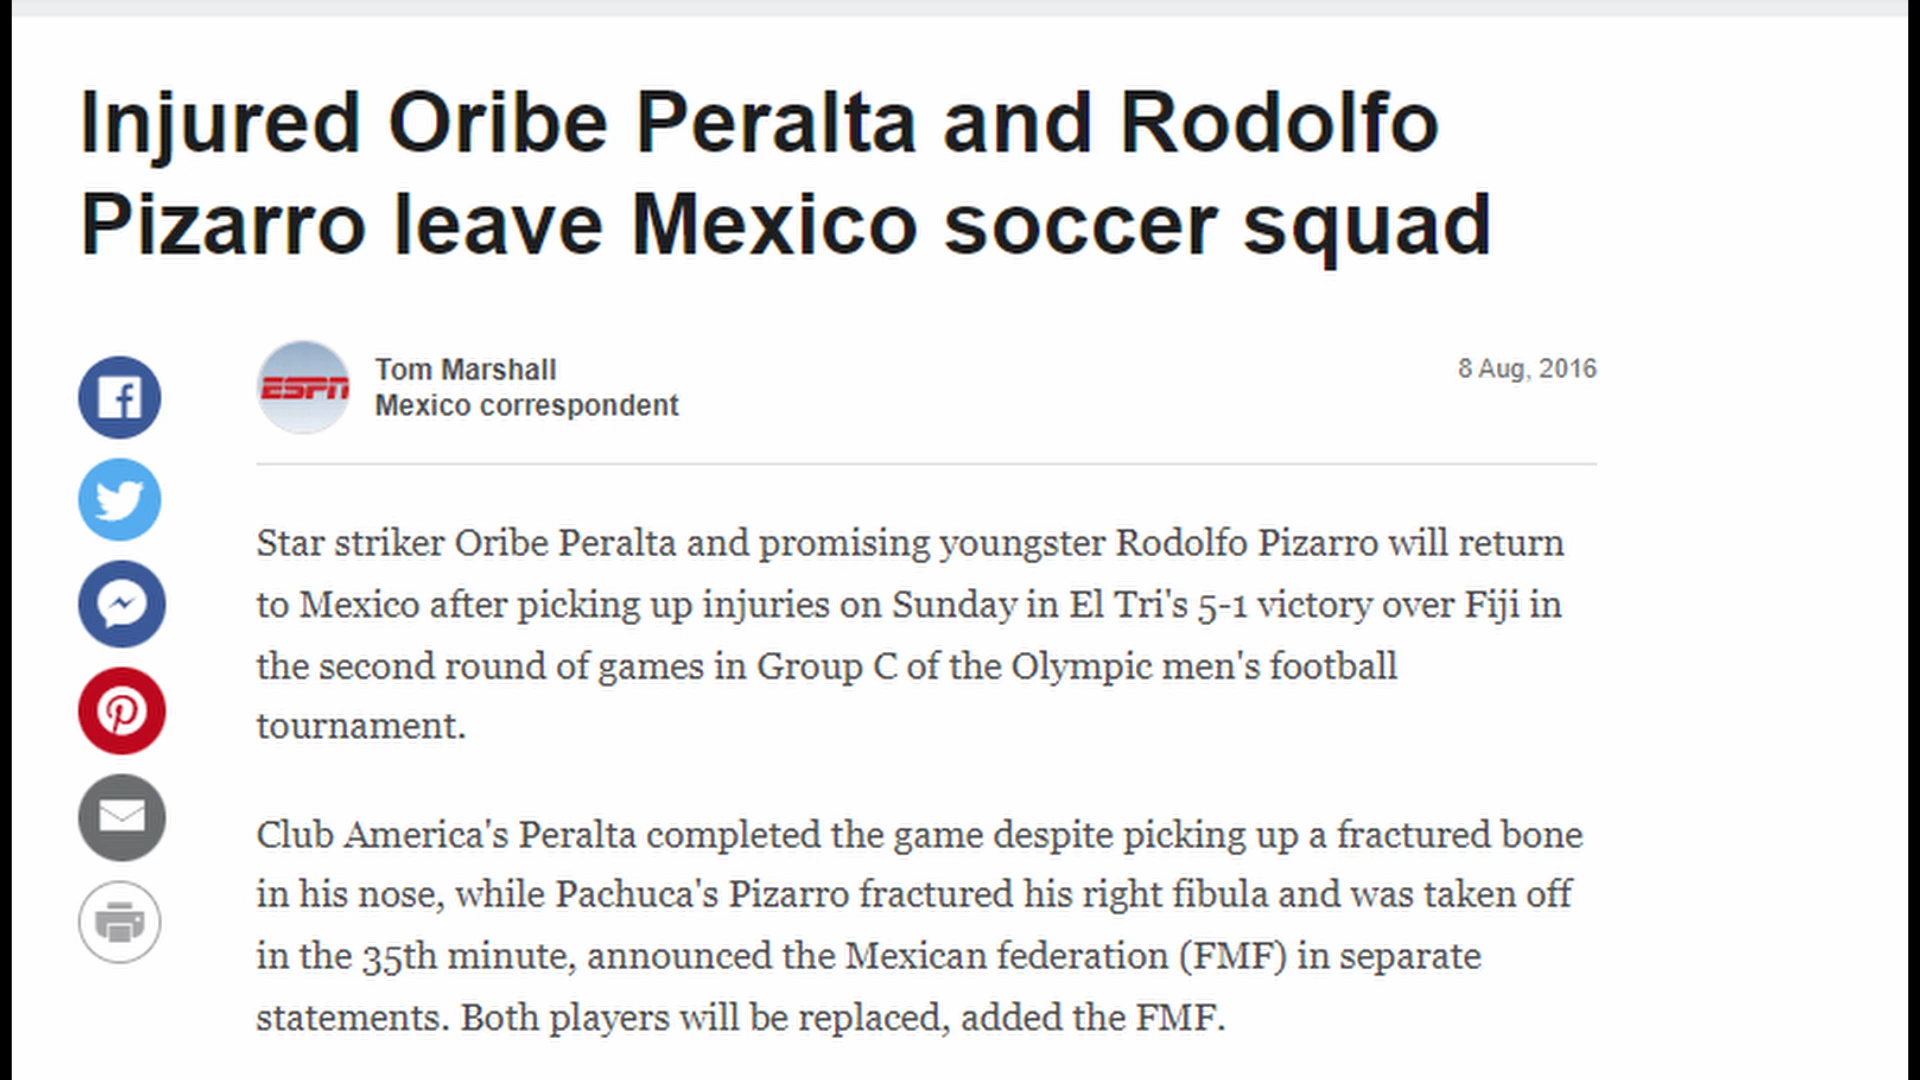 Injured Oribe Peralta and Rodolfo
Pizarro leave Mexico soccer squad
ESPN
Tom Marshall
Mexico correspondent
8 Aug, 2016
Star striker Oribe Peralta and promising youngster Rodolfo Pizarro will return
to Mexico after picking up injuries on Sunday in El Tri's 5-1 victory over Fiji in
the second round of games in Group C of the Olympic men's football
tournament.
Club America's Peralta completed the game despite picking up a fractured bone
in his nose, while Pachuca's Pizarro fractured his right fibula and was taken off
in the 35th minute, announced the Mexican federation (FMF) in separate
statements. Both players will be replaced, added the FMF.